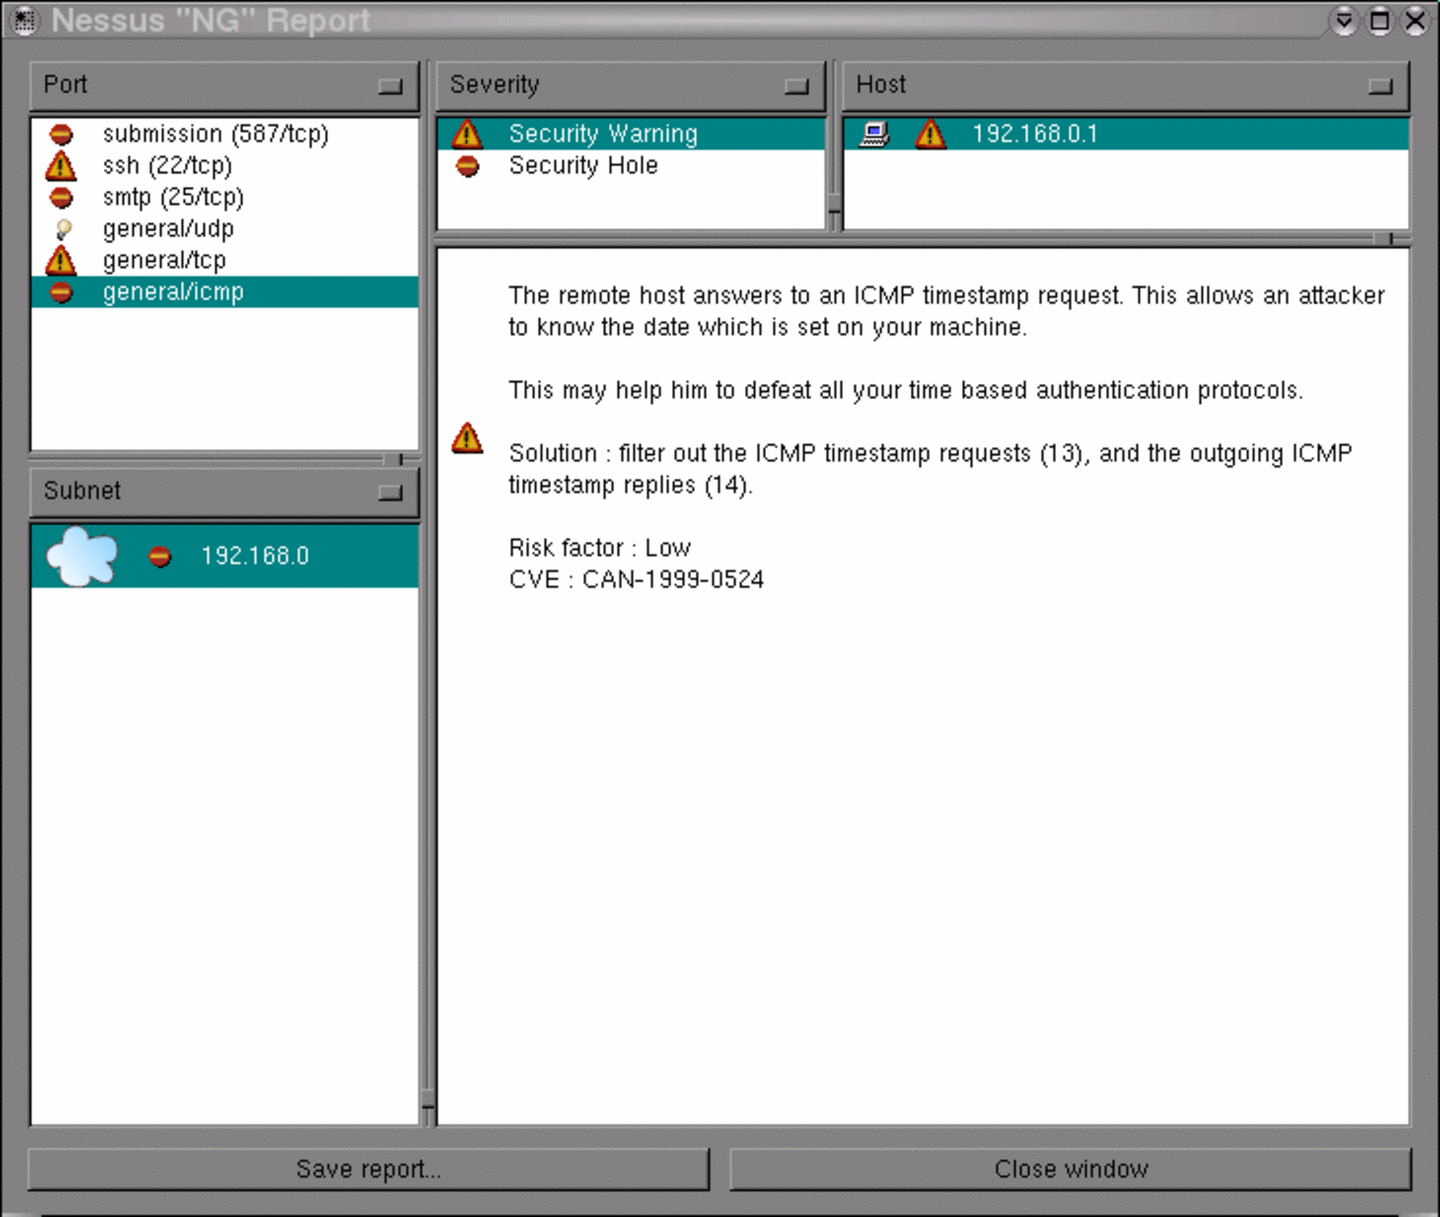 Nessus "NG" Report
Port
submission (587/tcp)
ssh (22/tcp)
smtp (25/tcp)
general/udp
general/tcp
general/icmp
Subnet
192.168.0
Severity
Security Warning
Security Hole
Host
192.168.0.1
The remote host answers to an ICMP timestamp request. This allows an attacker
to know the date which is set on your machine.
This may help him to defeat all your time based authentication protocols.
Solution : filter out the ICMP timestamp requests (13), and the outgoing ICMP
timestamp replies (14).
Risk factor : Low
CVE : CAN-1999-0524
Save report...
Close window